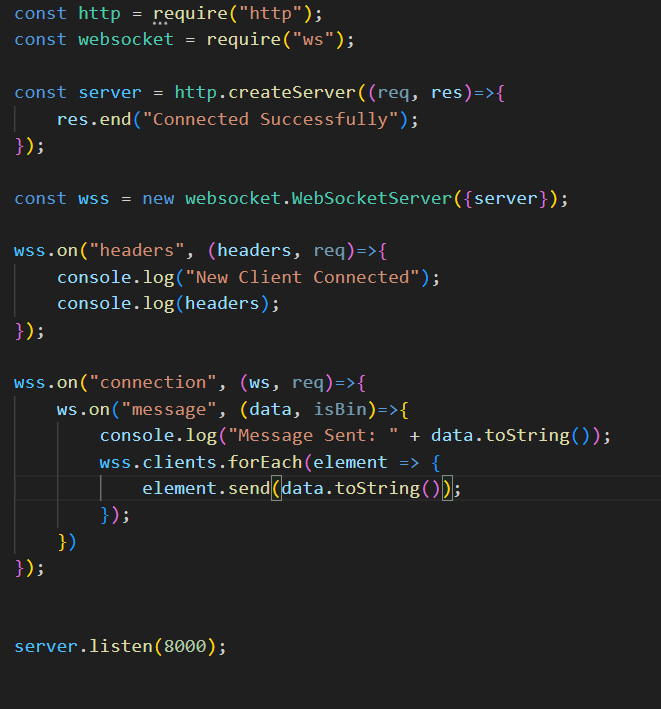 const http = require("http");
const websocket = require("ws");
const server = http.createServer((req, res)=>{
res.end("Connected Successfully");
});
const wss = new websocket.WebSocketServer({server});
wss.on("headers", (headers, req)=>{
console.log("New Client Connected");
console.log(headers);
});
wss.on("connection", (ws, req)=>{
ws.on("message", (data, isBin)=>{
console.log("Message Sent: " + data.toString());
wss.clients.forEach(element => {
element.send(data.toString());
});
})
});
server.listen(8000);